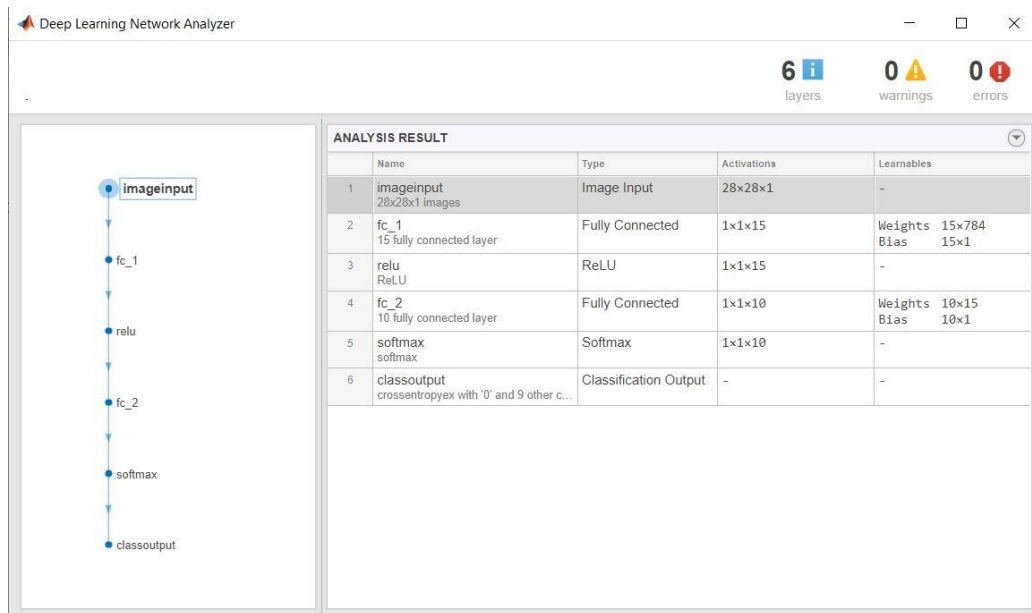 Deep Learning Network Analyzer
6 i 0 0
layers warnings errors
imageinput
fc_1
relu
fc_2
softmax
classoutput
ANALYSIS RESULT
Name Type Activations Learnables
1 imageinput Image Input 28×28×1 -
28x28x1 images
2 fc_1 Fully Connected 1×1×15 Weights 15×784
15 fully connected layer Bias 15×1
3 relu ReLU 1×1×15 -
ReLU
4 fc_2 Fully Connected 1×1×10 Weights 10×15
10 fully connected layer Bias 10×1
5 softmax Softmax 1×1×10 -
softmax
6 classoutput Classification Output - -
crossentropyex with '0' and 9 other c...